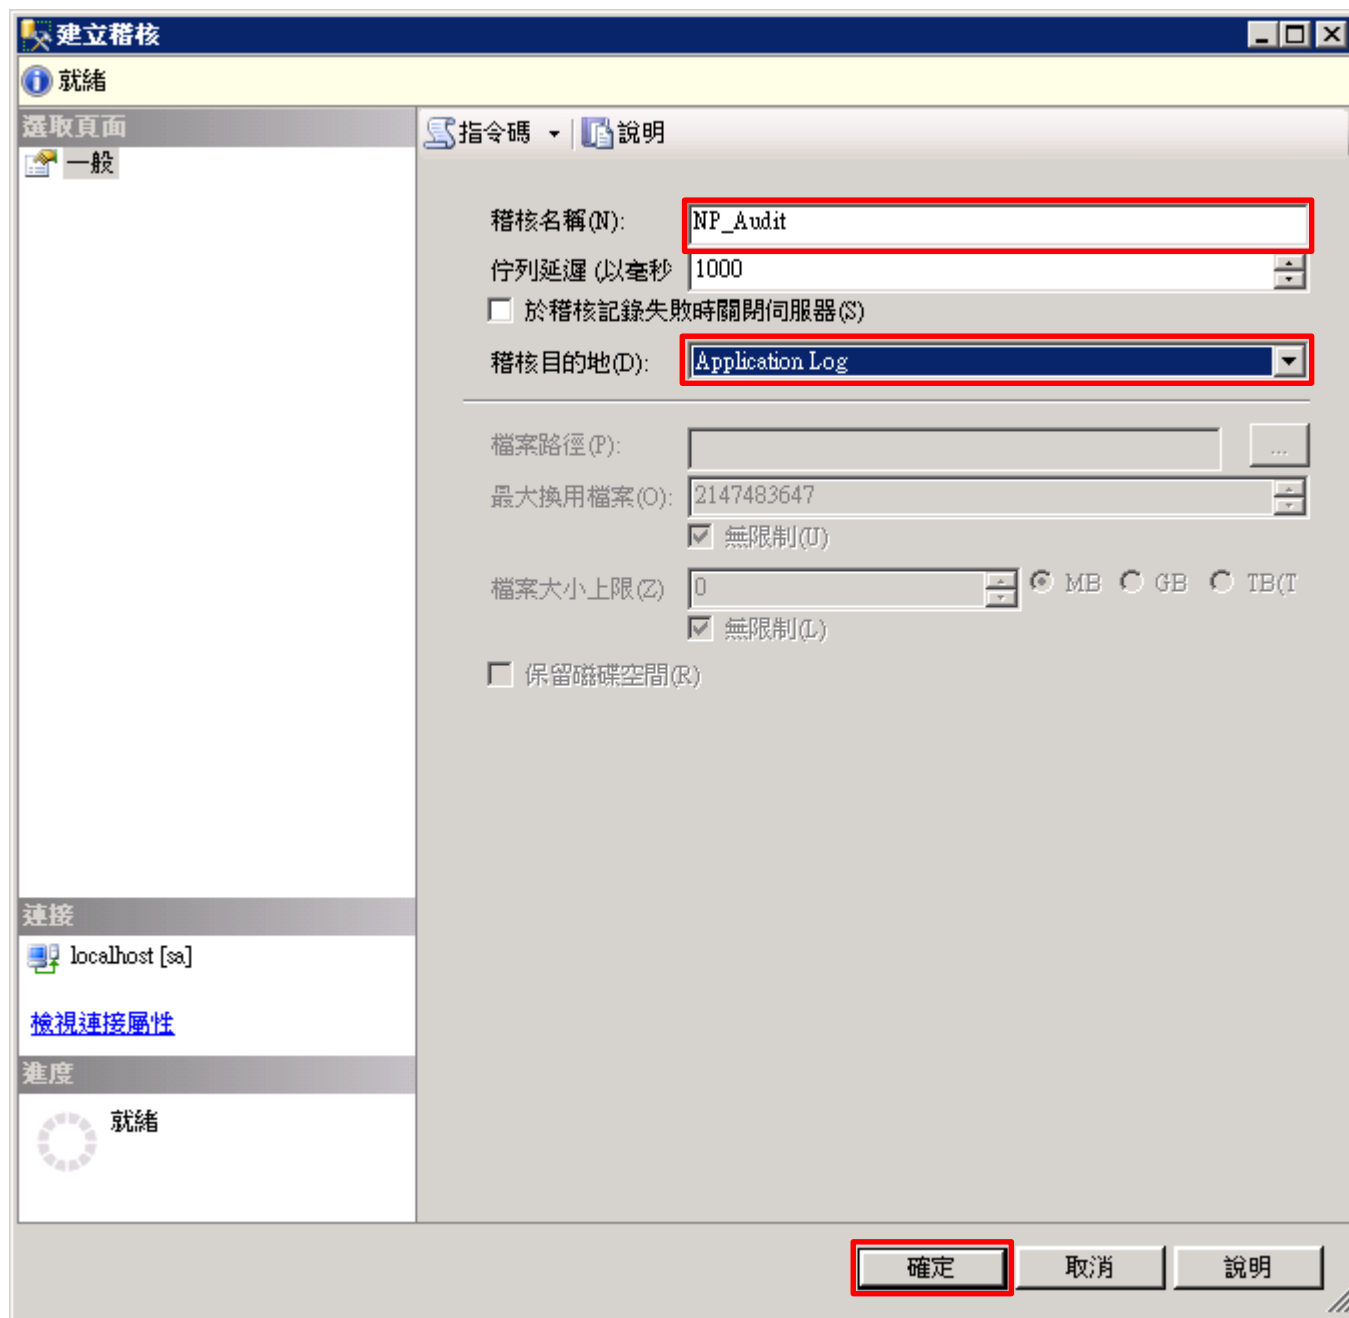 建立稽核
就緒
選取頁面
一般
指令碼 說明
稽核名稱(N): NP_Audit
佇列延遲 (以毫秒 1000
於稽核記錄失敗時關閉伺服器(S)
稽核目的地(D): Application Log
檔案路徑(P): ...
最大換用檔案(O): 2147483647
無限制(U)
檔案大小上限(Z) 0 MB GB TB(T
無限制(L)
保留磁碟空間(R)
連接
localhost [sa]
檢視連接屬性
進度
就緒
確定 取消 說明